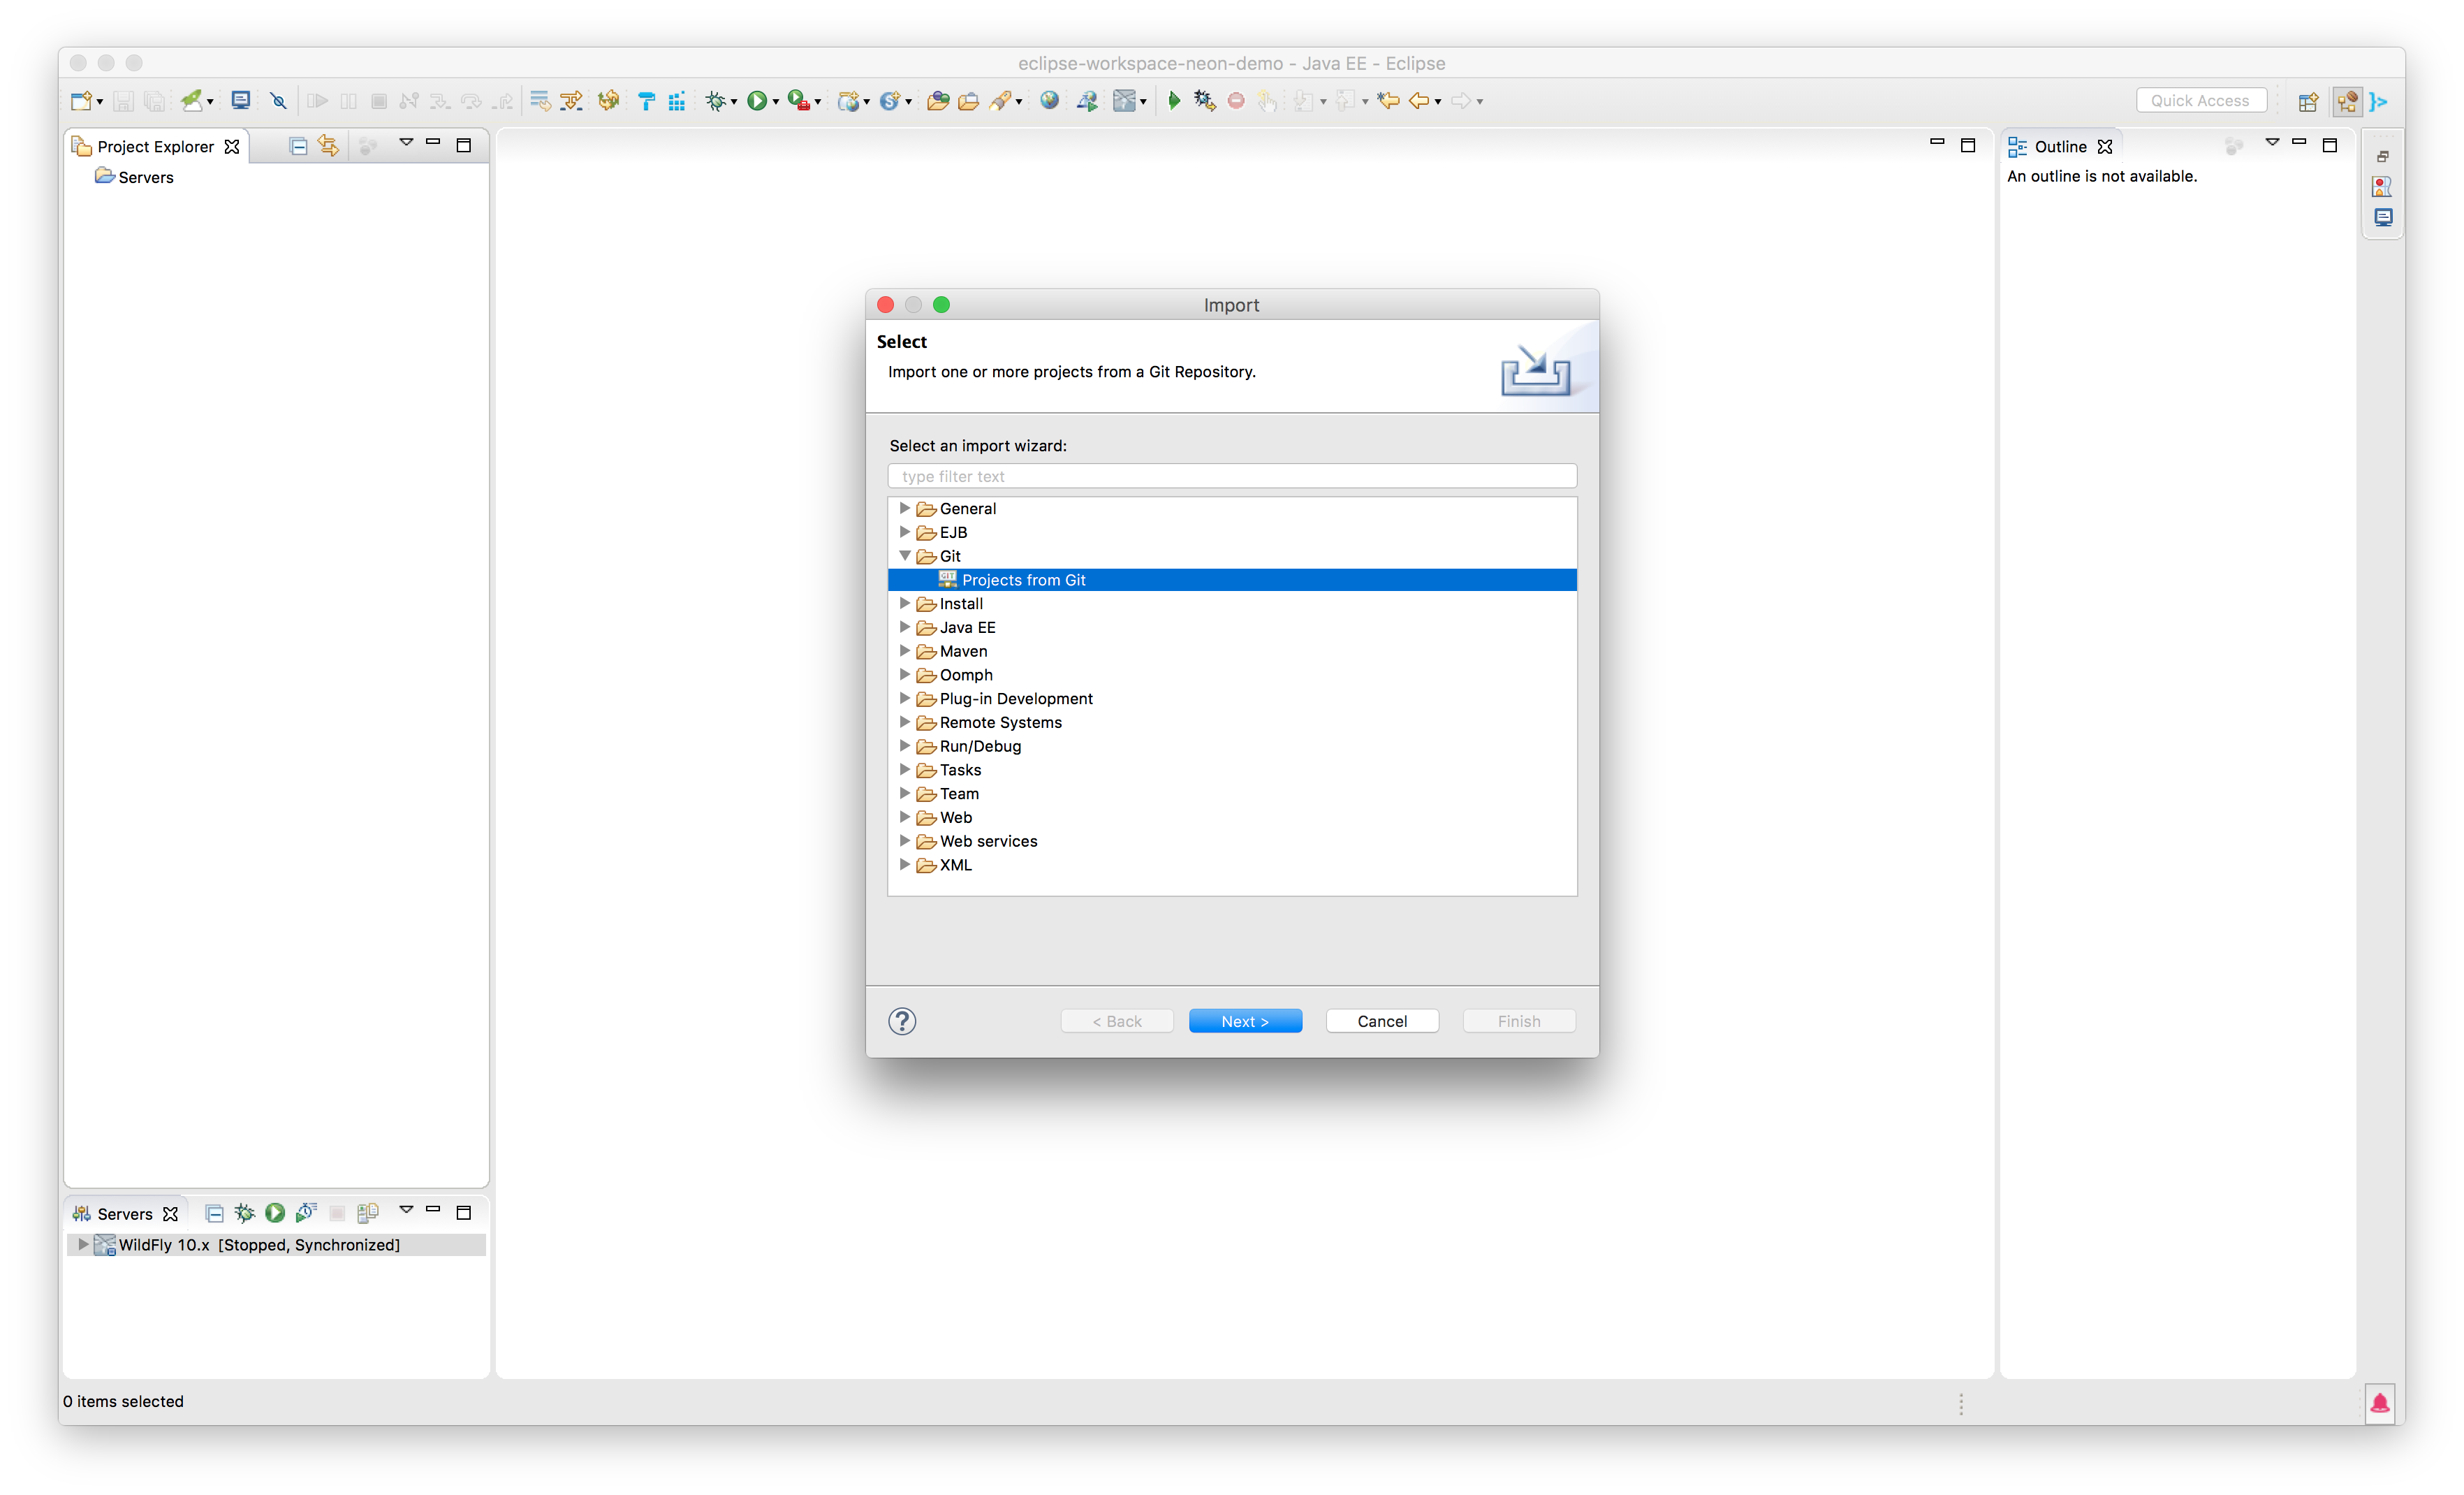 eclipse-workspace-neon-demo - Java EE - Eclipse
Quick Access
Project Explorer
Servers
Outline
An outline is not available.
Import
Select
Import one or more projects from a Git Repository.
Select an import wizard:
type filter text
General
EJB
Git
GIT Projects from Git
Install
Java EE
Maven
Oomph
Plug-in Development
Remote Systems
Run/Debug
Tasks
Team
Web
Web services
XML
? < Back Next > Cancel Finish
Servers
WildFly 10.x [Stopped, Synchronized]
0 items selected